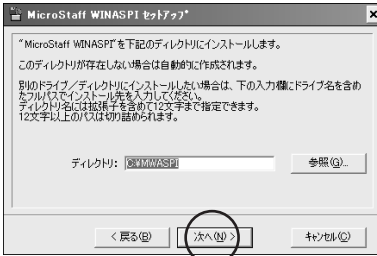 MicroStaff WINASPI ｾｯﾄｱｯﾌﾟ
"MicroStaff WINASPI"を下記のディレクトリにインストールします。
このディレクトリが存在しない場合は自動的に作成されます。
別のドライブ／ディレクトリにインストールしたい場合は、下の入力欄にドライブ名を含め
たフルパスでインストール先を入力してください。
ディレクトリ名には拡張子を含めて12文字まで指定できます。
12文字以上のパスは切り詰められます。
ディレクトリ: C:¥MWASPI 参照(G)...
< 戻る(B) 次へ(N) > ｷｬﾝｾﾙ(C)